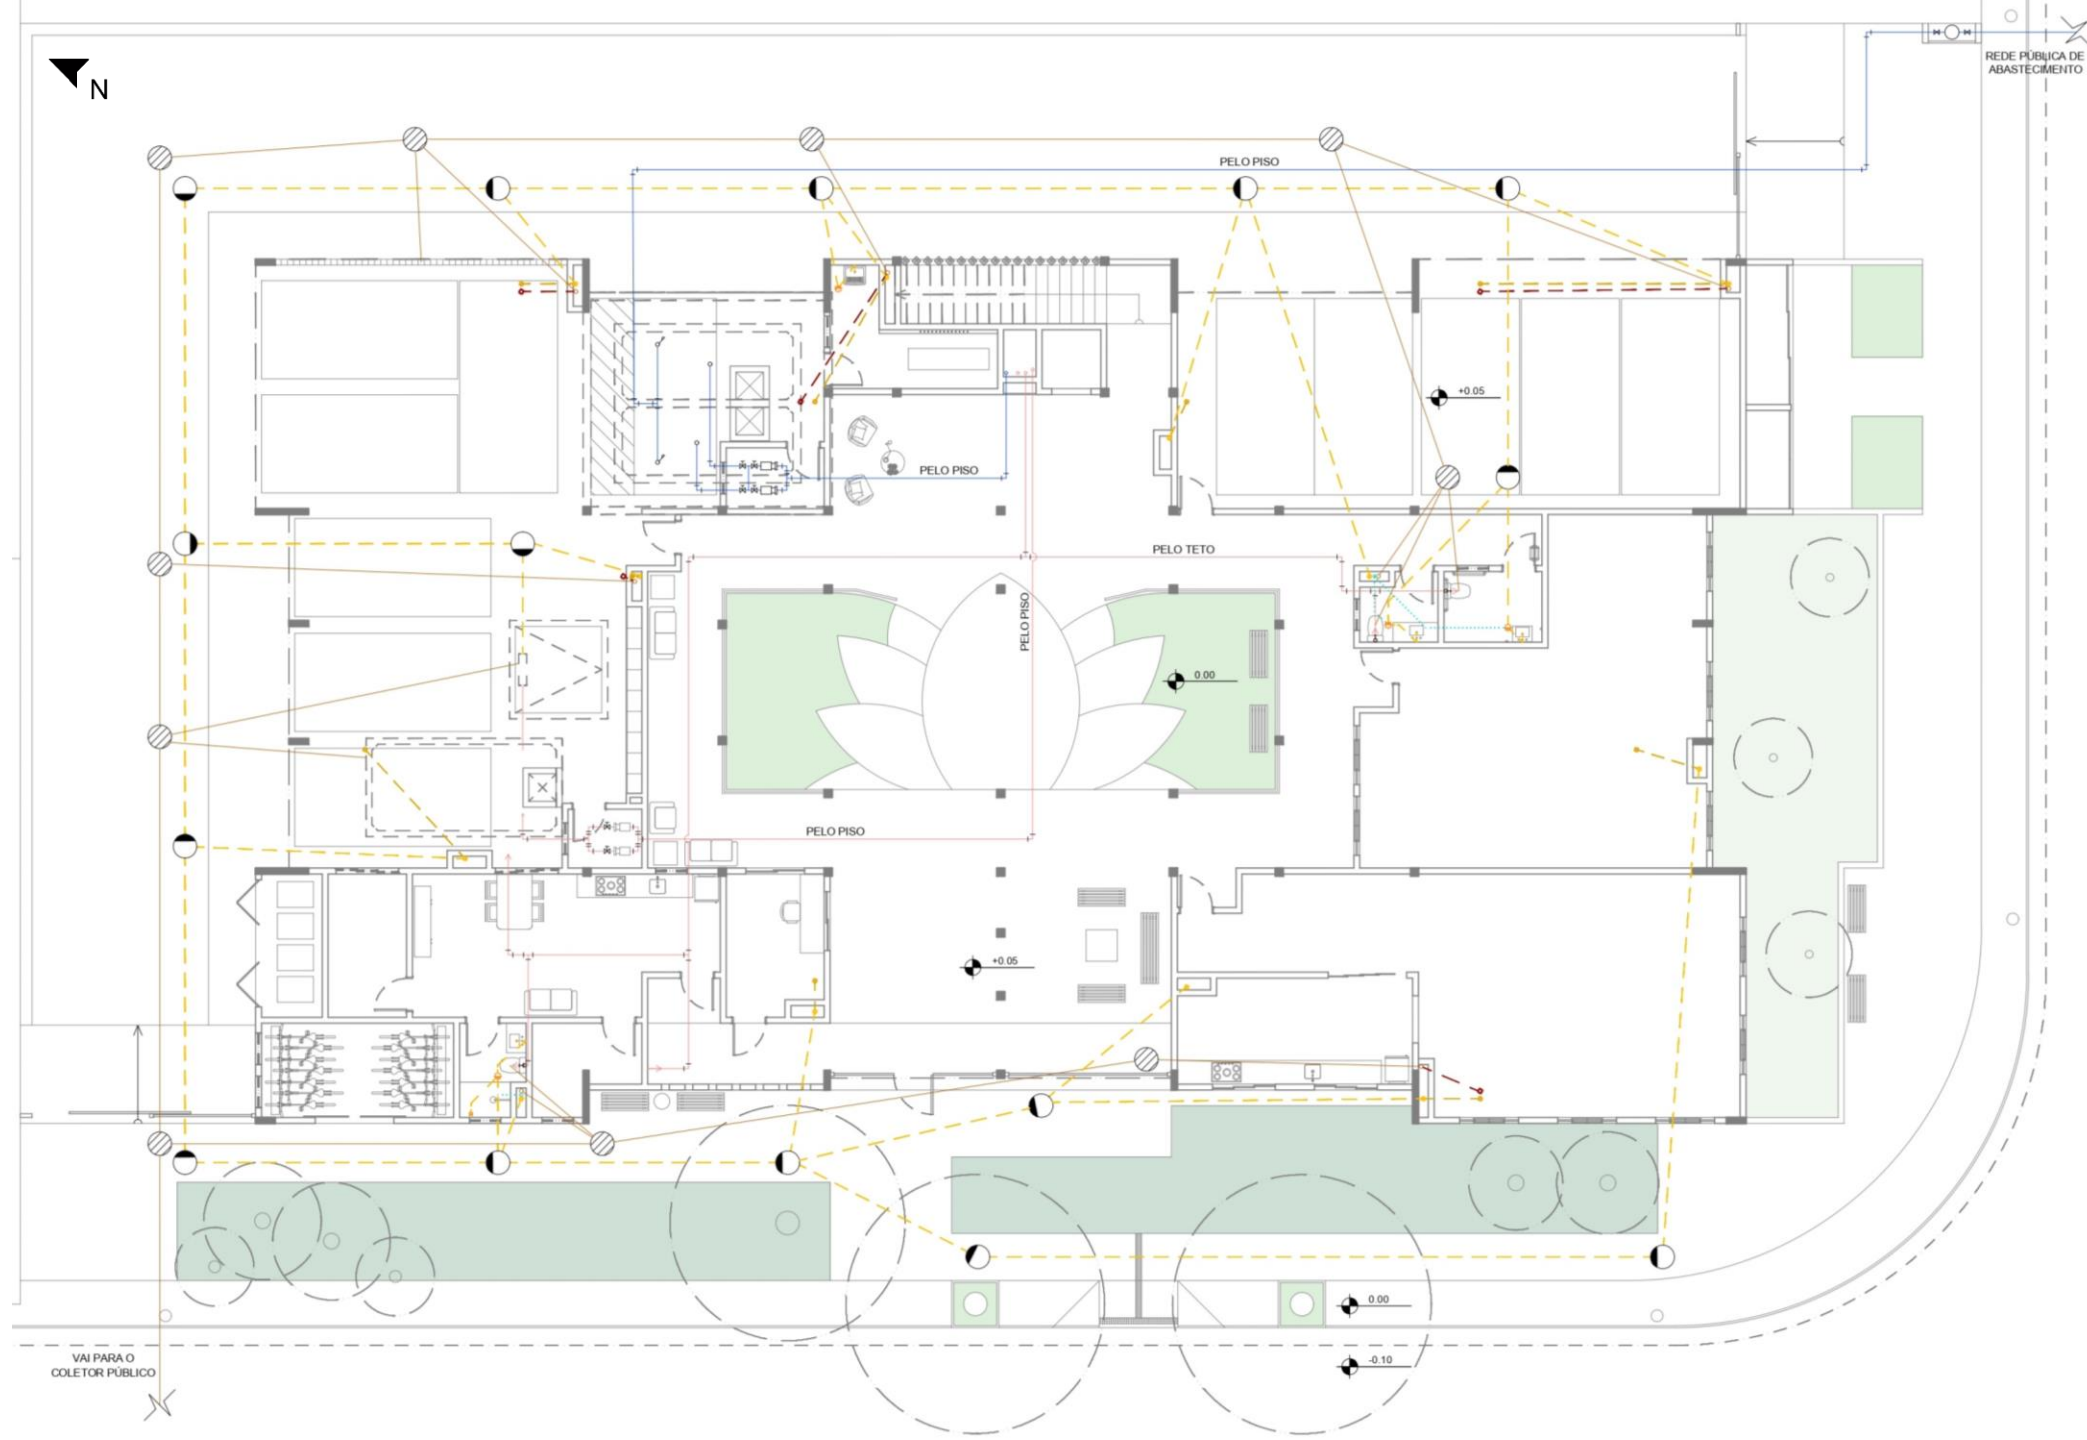 REDE PÚBLICA DE
ABASTECIMENTO
N
PELO PISO
+0.05
PELO PISO
PELO TETO
PELO PISO
0.00
PELO PISO
+0.05
0.00
-0.10
VAI PARA O
COLETOR PÚBLICO